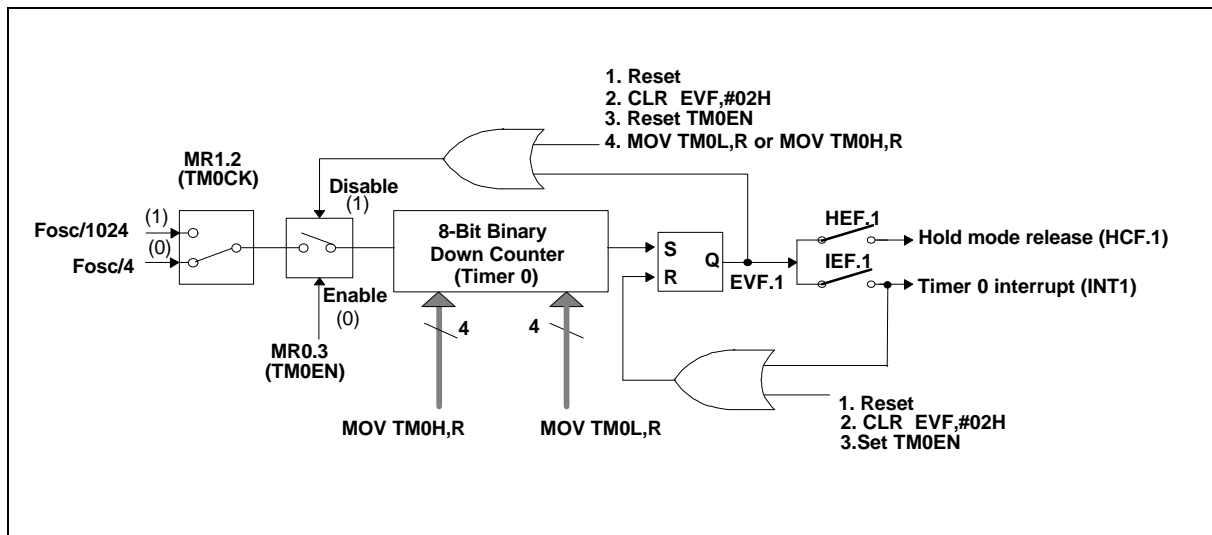 1. Reset
2. CLR EVF,#02H
3. Reset TM0EN
4. MOV TM0L,R or MOV TM0H,R
MR1.2
(TM0CK)
Disable
(1)
Fosc/1024
(1)
(0)
Fosc/4
8-Bit Binary
Down Counter
(Timer 0)
S
Q
R
EVF.1
HEF.1
Hold mode release (HCF.1)
IEF.1
Timer 0 interrupt (INT1)
Enable
(0)
4
4
MR0.3
(TM0EN)
MOV TM0H,R
MOV TM0L,R
1. Reset
2. CLR EVF,#02H
3.Set TM0EN